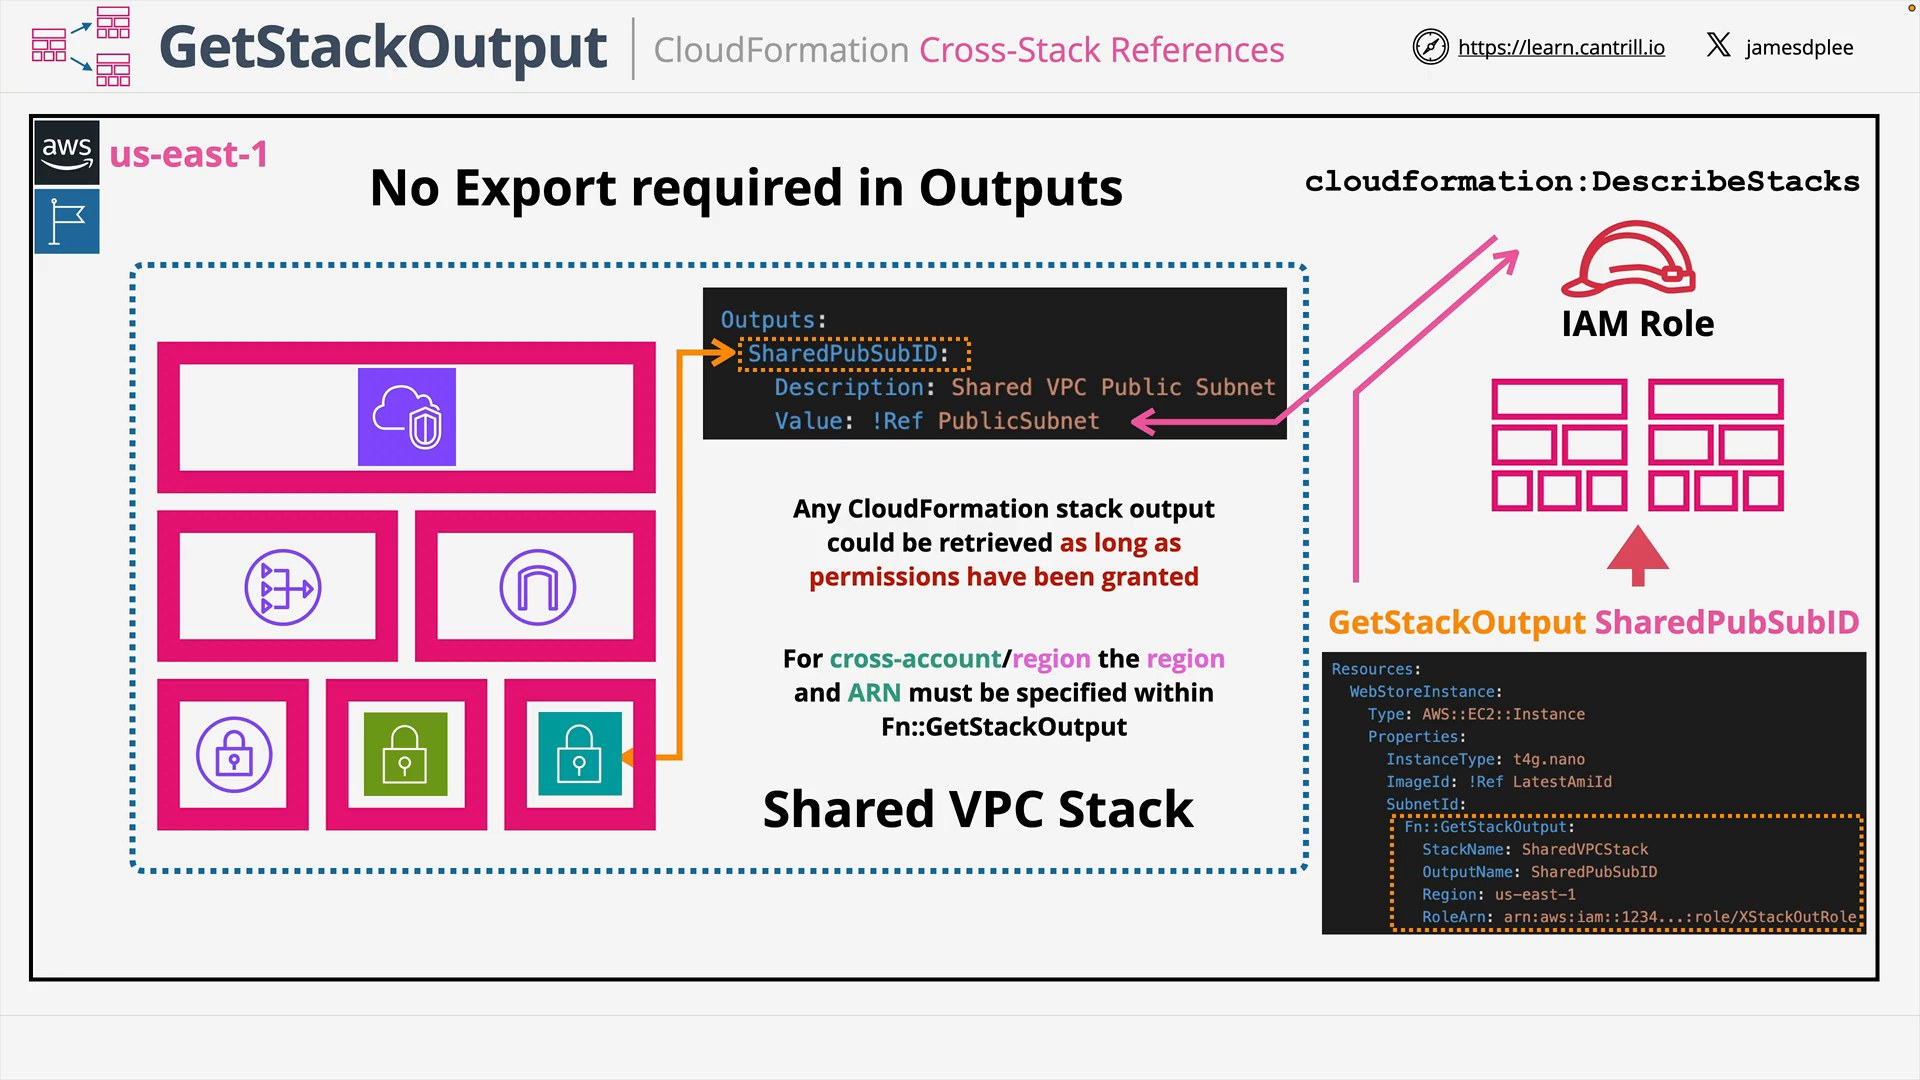 GetStackOutput
CloudFormation Cross-Stack References
https://learn.cantrill.io
jamesdplee
aws
us-east-1
No Export required in Outputs
cloudformation:DescribeStacks
IAM Role
Outputs:
SharedPubSubID:
Description: Shared VPC Public Subnet
Value: !Ref PublicSubnet
Any CloudFormation stack output
could be retrieved as long as
permissions have been granted
For cross-account/region the region
and ARN must be specified within
Fn::GetStackOutput
Shared VPC Stack
GetStackOutput SharedPubSubID
Resources:
WebStoreInstance:
Type: AWS::EC2::Instance
Properties:
InstanceType: t4g.nano
ImageId: !Ref LatestAmiId
SubnetId:
Fn::GetStackOutput:
StackName: SharedVPCStack
OutputName: SharedPubSubID
Region: us-east-1
RoleArn: arn:aws:iam::1234...:role/XStackOutRole